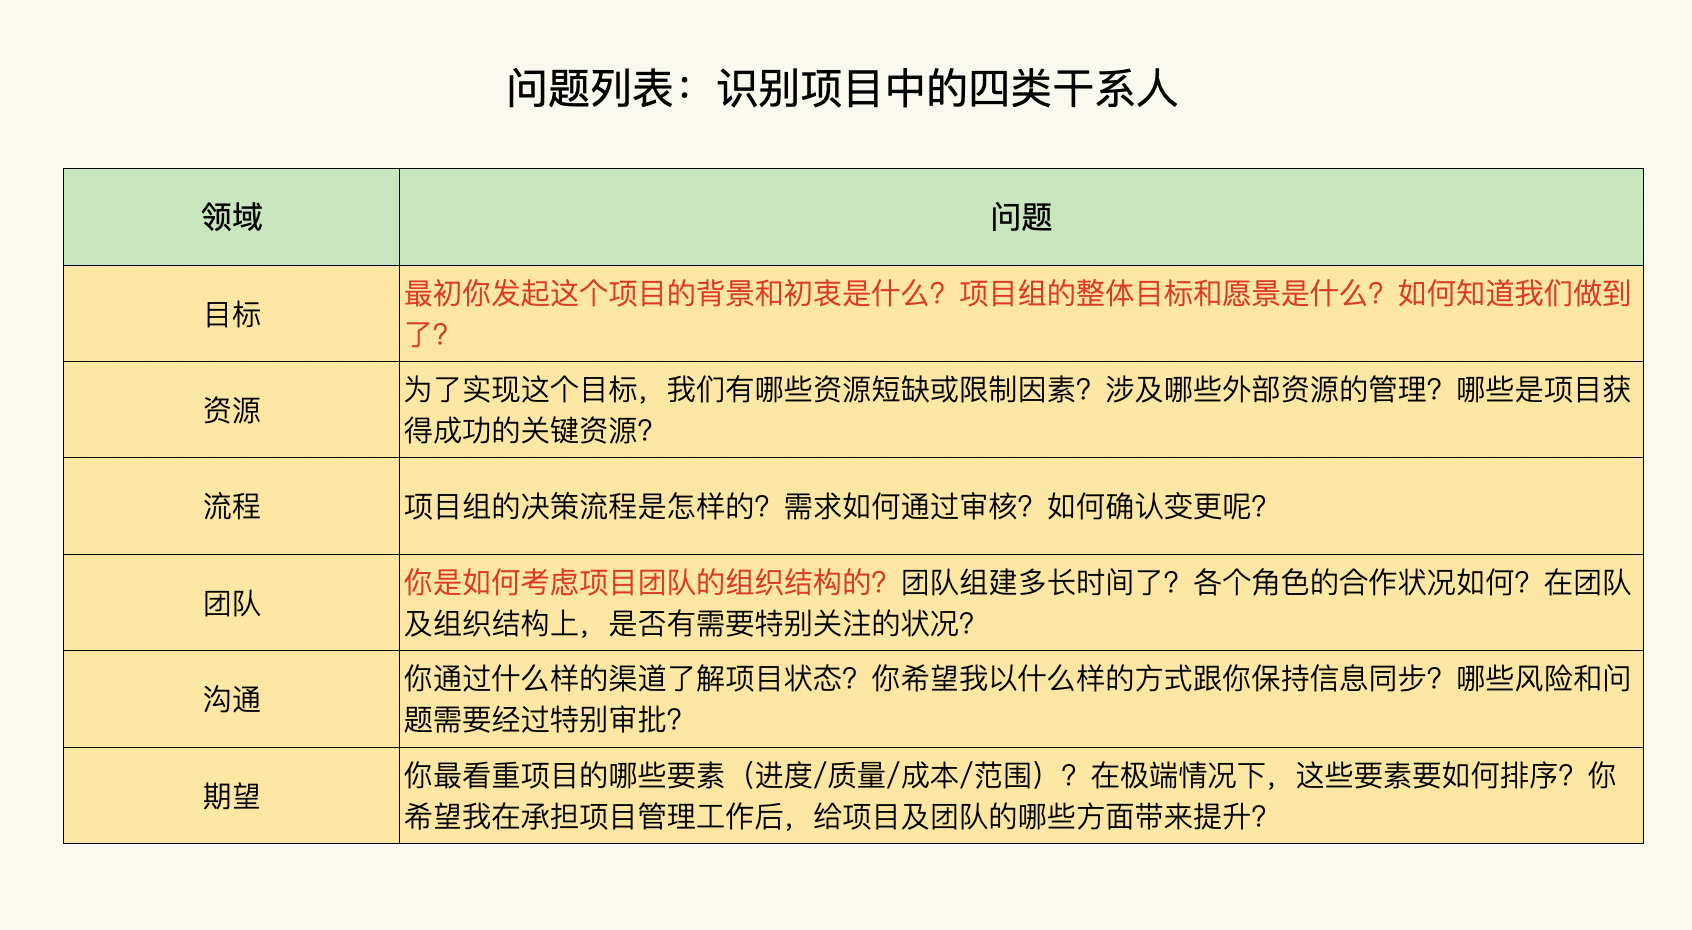 问题列表：识别项目中的四类干系人
领域
问题
目标
最初你发起这个项目的背景和初衷是什么？项目组的整体目标和愿景是什么？如何知道我们做到
了？
资源
为了实现这个目标，我们有哪些资源短缺或限制因素？涉及哪些外部资源的管理？哪些是项目获
得成功的关键资源？
流程
项目组的决策流程是怎样的？需求如何通过审核？如何确认变更呢？
团队
你是如何考虑项目团队的组织结构的？团队组建多长时间了？各个角色的合作状况如何？在团队
及组织结构上，是否有需要特别关注的状况？
沟通
你通过什么样的渠道了解项目状态？你希望我以什么样的方式跟你保持信息同步？哪些风险和问
题需要经过特别审批？
期望
你最看重项目的哪些要素（进度/质量/成本/范围）？在极端情况下，这些要素要如何排序？你
希望我在承担项目管理工作后，给项目及团队的哪些方面带来提升？